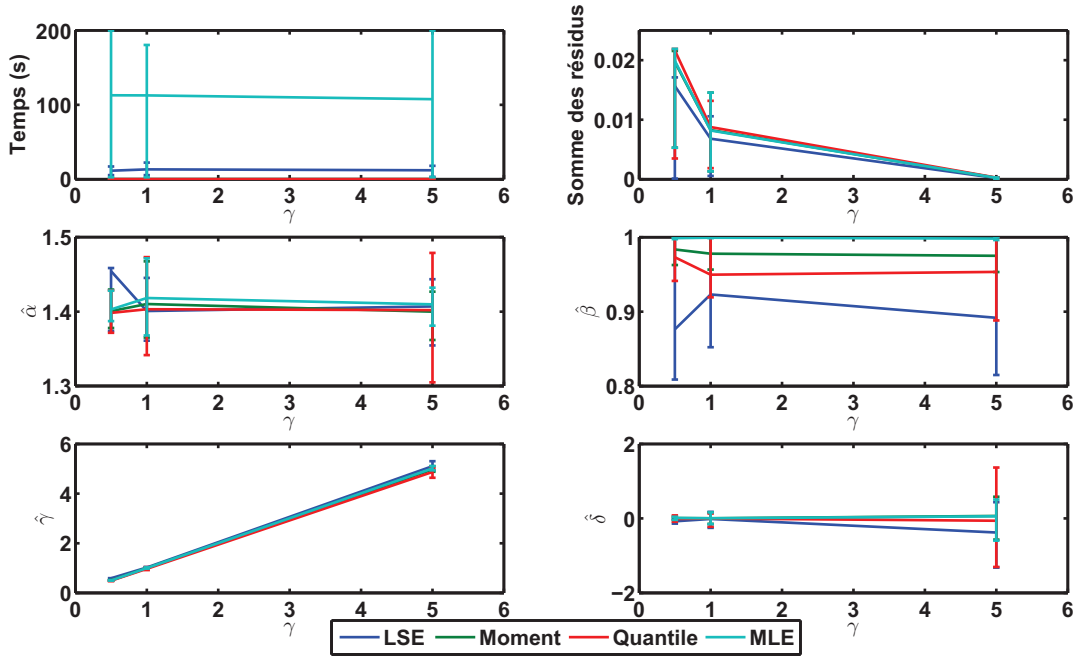 Temps (s)
200
100
0
0 1 2 3 4 5 6
γ
Somme des résidus
0.02
0.01
0
0 1 2 3 4 5 6
γ
α̂
1.5
1.4
1.3
0 1 2 3 4 5 6
γ
β̂
1
0.9
0.8
0 1 2 3 4 5 6
γ
γ̂
6
4
2
0
0 1 2 3 4 5 6
γ
δ̂
2
0
−2
0 1 2 3 4 5 6
γ
LSE Moment Quantile MLE